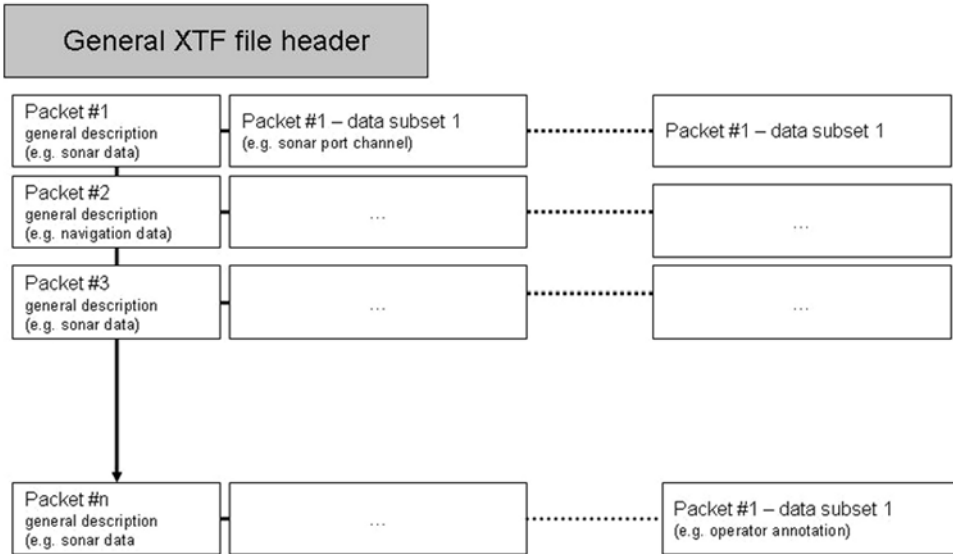 General XTF file header
Packet #1
general description
(e.g. sonar data)
Packet #1 – data subset 1
(e.g. sonar port channel)
Packet #1 – data subset 1
Packet #2
general description
(e.g. navigation data)
...
...
Packet #3
general description
(e.g. sonar data)
...
...
Packet #n
general description
(e.g. sonar data
...
Packet #1 – data subset 1
(e.g. operator annotation)